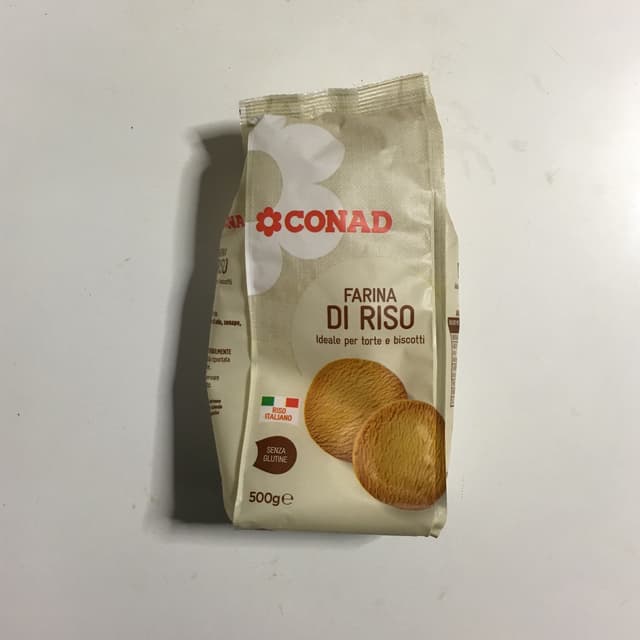 CONAD
FARINA
DI RISO
Ideale per torte e biscotti
RISO
ITALIANO
SENZA
GLUTINE
500g℮